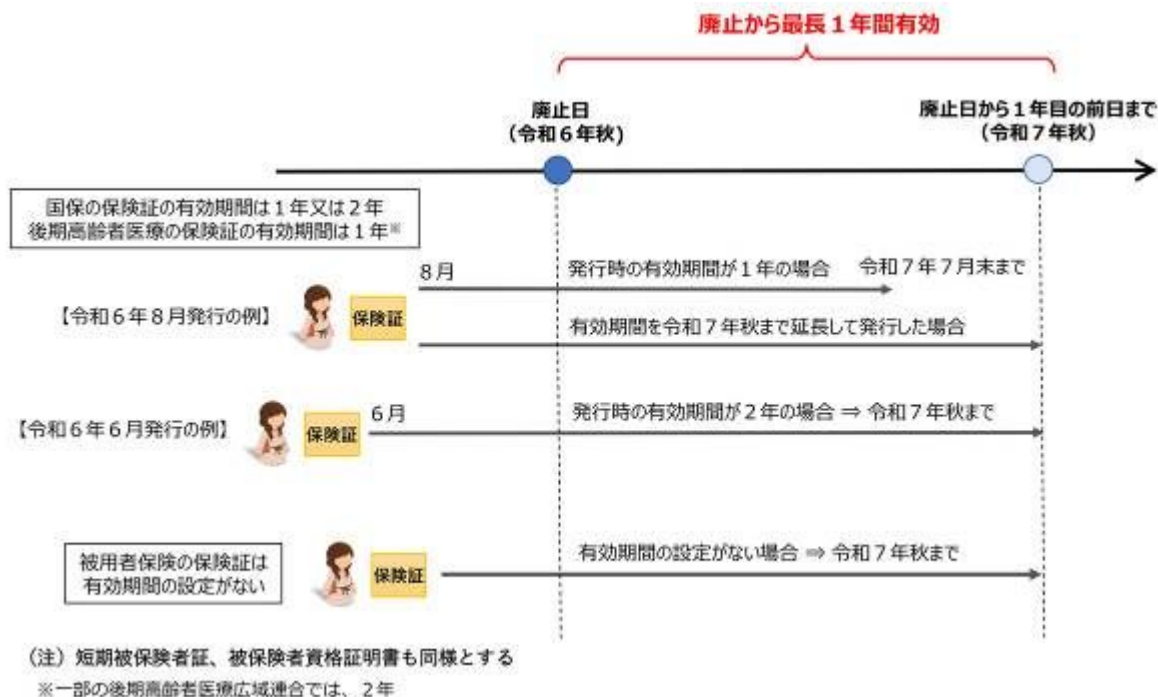 廃止から最長１年間有効
廃止日
（令和６年秋）
廃止日から１年目の前日まで
（令和７年秋）
国保の保険証の有効期間は１年又は２年
後期高齢者医療の保険証の有効期間は１年※
８月
発行時の有効期間が１年の場合
令和７年７月末まで
【令和６年８月発行の例】
保険証
有効期間を令和７年秋まで延長して発行した場合
【令和６年６月発行の例】
保険証
６月
発行時の有効期間が２年の場合 ⇒ 令和７年秋まで
被用者保険の保険証は
有効期間の設定がない
保険証
有効期間の設定がない場合 ⇒ 令和７年秋まで
（注）短期被保険者証、被保険者資格証明書も同様とする
※一部の後期高齢者医療広域連合では、２年